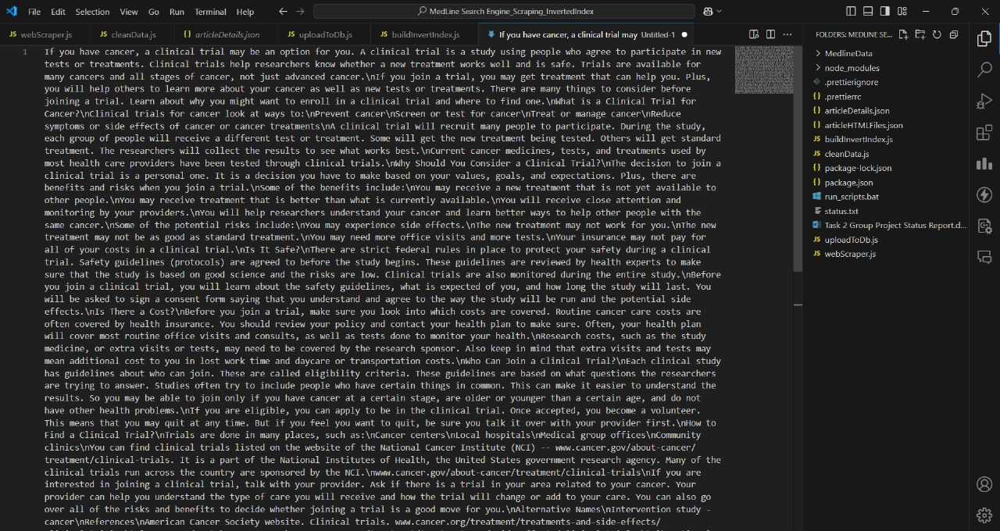 File Edit Selection View Go Run Terminal Help
MedLine Search Engine_Scraping_InvertedIndex
JS webScraper.js
JS cleanData.js
{} articleDetails.json
JS uploadToDb.js
JS buildInvertIndex.js
If you have cancer, a clinical trial may Untitled-1
1
If you have cancer, a clinical trial may be an option for you. A clinical trial is a study using people who agree to participate in new
tests or treatments. Clinical trials help researchers know whether a new treatment works well and is safe. Trials are available for
many cancers and all stages of cancer, not just advanced cancer.\nIf you join a trial, you may get treatment that can help you. Plus,
you will help others to learn more about your cancer as well as new tests or treatments. There are many things to consider before
joining a trial. Learn about why you might want to enroll in a clinical trial and where to find one.\nWhat is a Clinical Trial for
Cancer?\nClinical trials for cancer look at ways to:\nPrevent cancer\nScreen or test for cancer\nTreat or manage cancer\nReduce
symptoms or side effects of cancer or cancer treatments\nA clinical trial will recruit many people to participate. During the study,
each group of people will receive a different test or treatment. Some will get the new treatment being tested. Others will get standard
treatment. The researchers will collect the results to see what works best.\nCurrent cancer medicines, tests, and treatments used by
most health care providers have been tested through clinical trials.\nWhy Should You Consider a Clinical Trial?\nThe decision to join a
clinical trial is a personal one. It is a decision you have to make based on your values, goals, and expectations. Plus, there are
benefits and risks when you join a trial.\nSome of the benefits include:\nYou may receive a new treatment that is not yet available to
other people.\nYou may receive treatment that is better than what is currently available.\nYou will receive close attention and
monitoring by your providers.\nYou will help researchers understand your cancer and learn better ways to help other people with the
same cancer.\nSome of the potential risks include:\nYou may experience side effects.\nThe new treatment may not work for you.\nThe new
treatment may not be as good as standard treatment.\nYou may need more office visits and more tests.\nYour insurance may not pay for
all of your costs in a clinical trial.\nIs It Safe?\nThere are strict federal rules in place to protect your safety during a clinical
trial. Safety guidelines (protocols) are agreed to before the study begins. These guidelines are reviewed by health experts to make
sure that the study is based on good science and the risks are low. Clinical trials are also monitored during the entire study.\nBefore
you join a clinical trial, you will learn about the safety guidelines, what is expected of you, and how long the study will last. You
will be asked to sign a consent form saying that you understand and agree to the way the study will be run and the potential side
effects.\nIs There a Cost?\nBefore you join a trial, make sure you look into which costs are covered. Routine cancer care costs are
often covered by health insurance. You should review your policy and contact your health plan to make sure. Often, your health plan
will cover most routine office visits and consults, as well as tests done to monitor your health.\nResearch costs, such as the study
medicine, or extra visits or tests, may need to be covered by the research sponsor. Also keep in mind that extra visits and tests may
mean additional cost to you in lost work time and daycare or transportation costs.\nWho Can Join a Clinical Trial?\nEach clinical study
has guidelines about who can join. These are called eligibility criteria. These guidelines are based on what questions the researchers
are trying to answer. Studies often try to include people who have certain things in common. This can make it easier to understand the
results. So you may be able to join only if you have cancer at a certain stage, are older or younger than a certain age, and do not
have other health problems.\nIf you are eligible, you can apply to be in the clinical trial. Once accepted, you become a volunteer.
This means that you may quit at any time. But if you feel you want to quit, be sure you talk it over with your provider first.\nHow to
Find a Clinical Trial?\nTrials are done in many places, such as:\nCancer centers\nLocal hospitals\nMedical group offices\nCommunity
clinics\nYou can find clinical trials listed on the website of the National Cancer Institute (NCI) -- www.cancer.gov/about-cancer/
treatment/clinical-trials. It is a part of the National Institutes of Health, the United States government research agency. Many of the
clinical trials run across the country are sponsored by the NCI.\nwww.cancer.gov/about-cancer/treatment/clinical-trials\nIf you are
interested in joining a clinical trial, talk with your provider. Ask if there is a trial in your area related to your cancer. Your
provider can help you understand the type of care you will receive and how the trial will change or add to your care. You can also go
over all of the risks and benefits to decide whether joining a trial is a good move for you.\nAlternative Names\nIntervention study -
cancer\nReferences\nAmerican Cancer Society website. Clinical trials. www.cancer.org/treatment/treatments-and-side-effects/
FOLDERS: MEDLINE SE...
MedlineData
node_modules
.prettierignore
{} .prettierrc
{} articleDetails.json
{} articleHTMLFiles.json
JS buildInvertIndex.js
JS cleanData.js
{} package-lock.json
{} package.json
run_scripts.bat
status.txt
Task 2 Group Project Status Report.d...
JS uploadToDb.js
JS webScraper.js